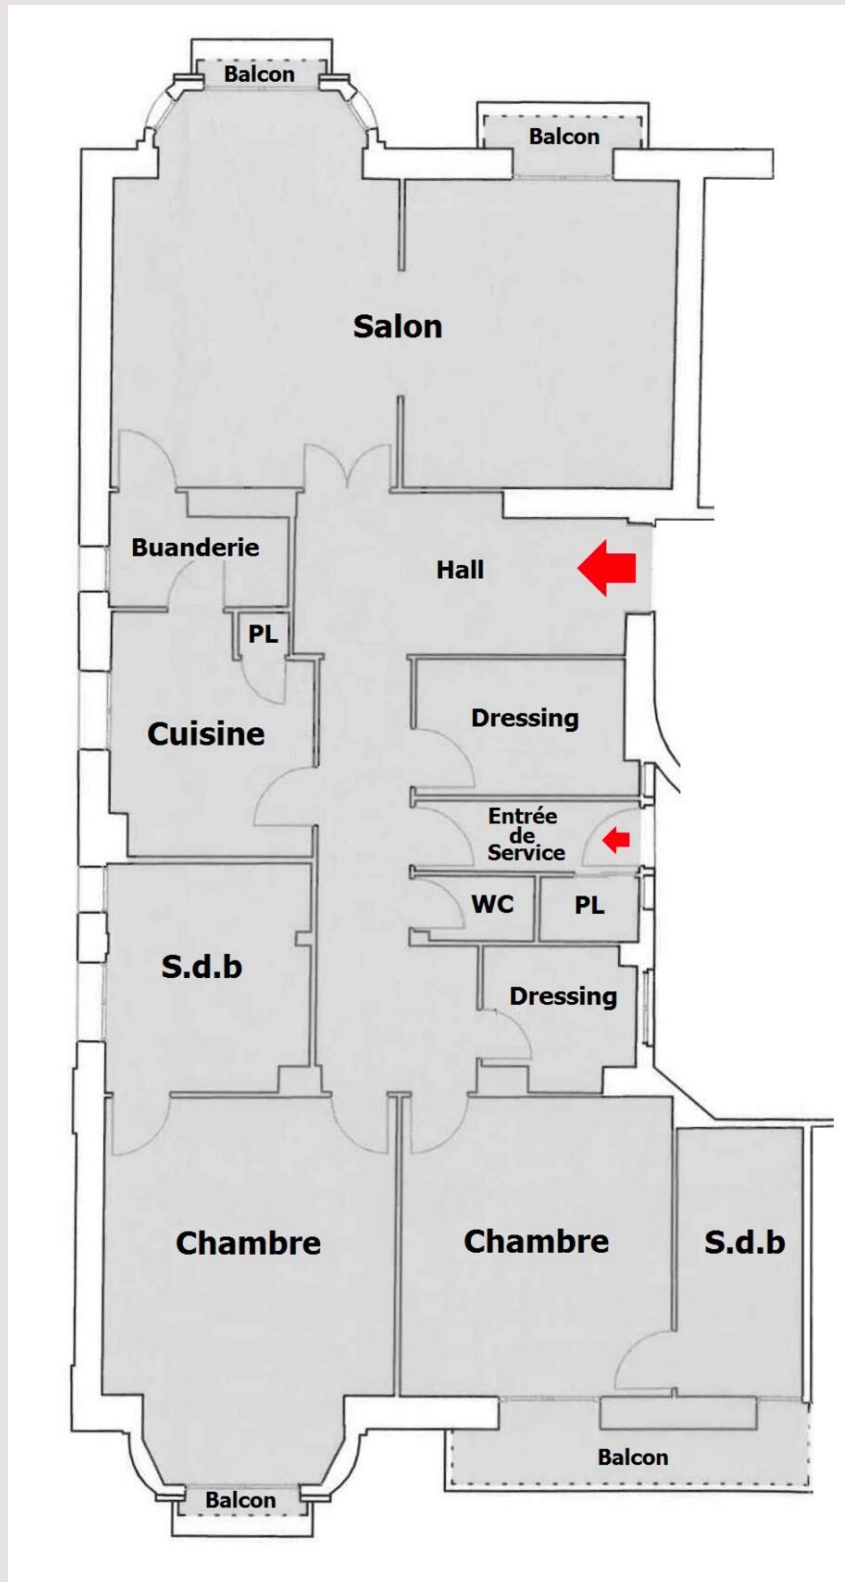 Balcon
Balcon
Salon
Buanderie
Hall
PL
Dressing
Cuisine
Entrée
de
Service
WC
PL
S.d.b
Dressing
Chambre
Chambre
S.d.b
Balcon
Balcon